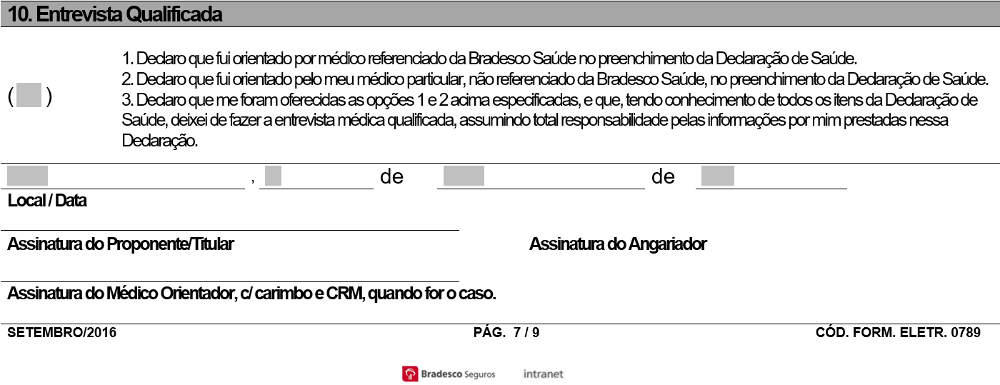 10. Entrevista Qualificada
1. Declaro que fui orientado por médico referenciado da Bradesco Saúde no preenchimento da Declaração de Saúde.
2. Declaro que fui orientado pelo meu médico particular, não referenciado da Bradesco Saúde, no preenchimento da Declaração de Saúde.
( )
3. Declaro que me foram oferecidas as opções 1 e 2 acima especificadas, e que, tendo conhecimento de todos os itens da Declaração de
Saúde, deixei de fazer a entrevista médica qualificada, assumindo total responsabilidade pelas informações por mim prestadas nessa
Declaração.
, de de
Local / Data
Assinatura do Proponente/Titular Assinatura do Angariador
Assinatura do Médico Orientador, c/ carimbo e CRM, quando for o caso.
SETEMBRO/2016 PÁG. 7 / 9 CÓD. FORM. ELETR. 0789
Bradesco Seguros intranet